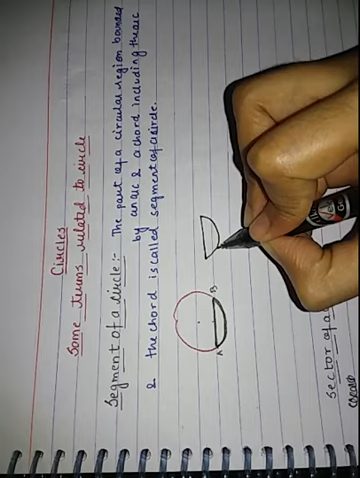 Circles
Some terms related to circle
Segment of a circle:- The part of a circular region bounded
by an arc & a chord including the arc
& the chord is called segment of a circle.
A B
Sector of a